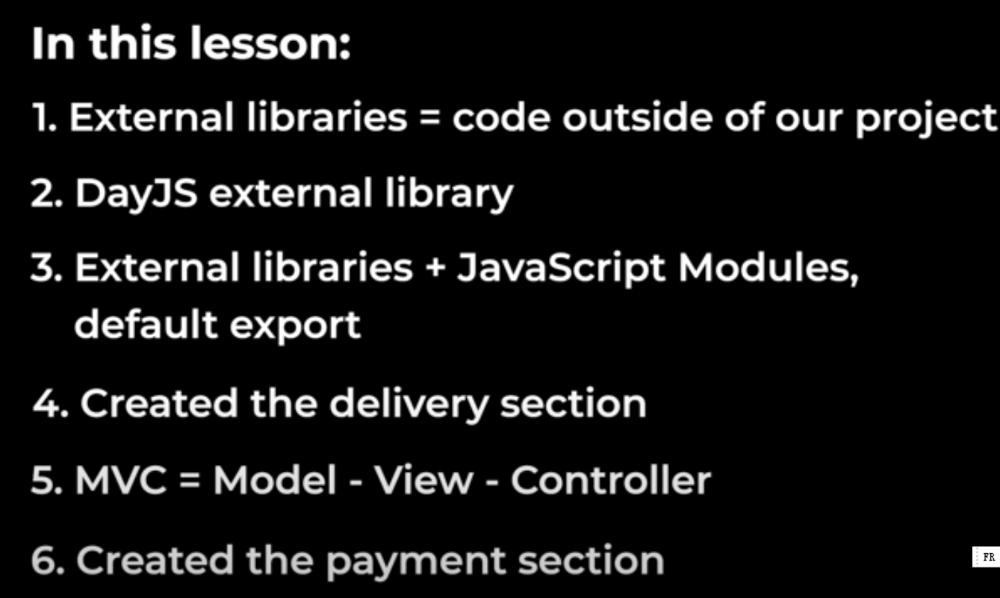 In this lesson:
1. External libraries = code outside of our project
2. DayJS external library
3. External libraries + JavaScript Modules,
default export
4. Created the delivery section
5. MVC = Model - View - Controller
6. Created the payment section
FR